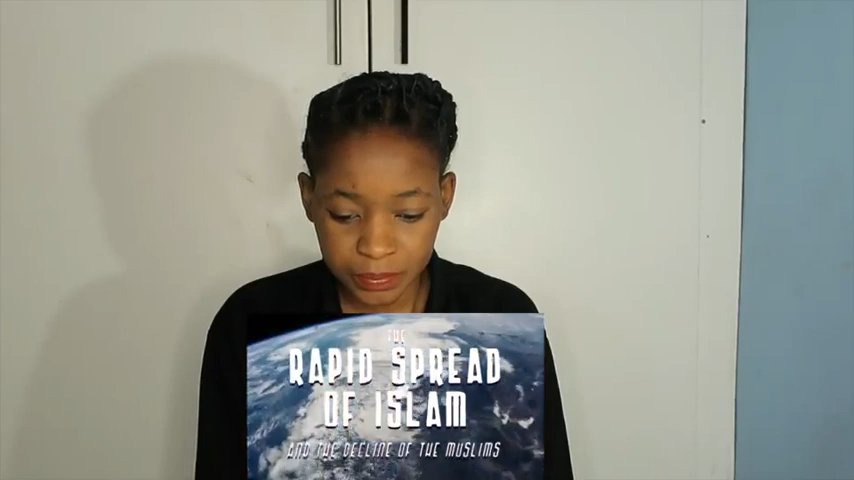 THE
RAPID SPREAD
OF ISLAM
AND THE DECLINE OF THE MUSLIMS